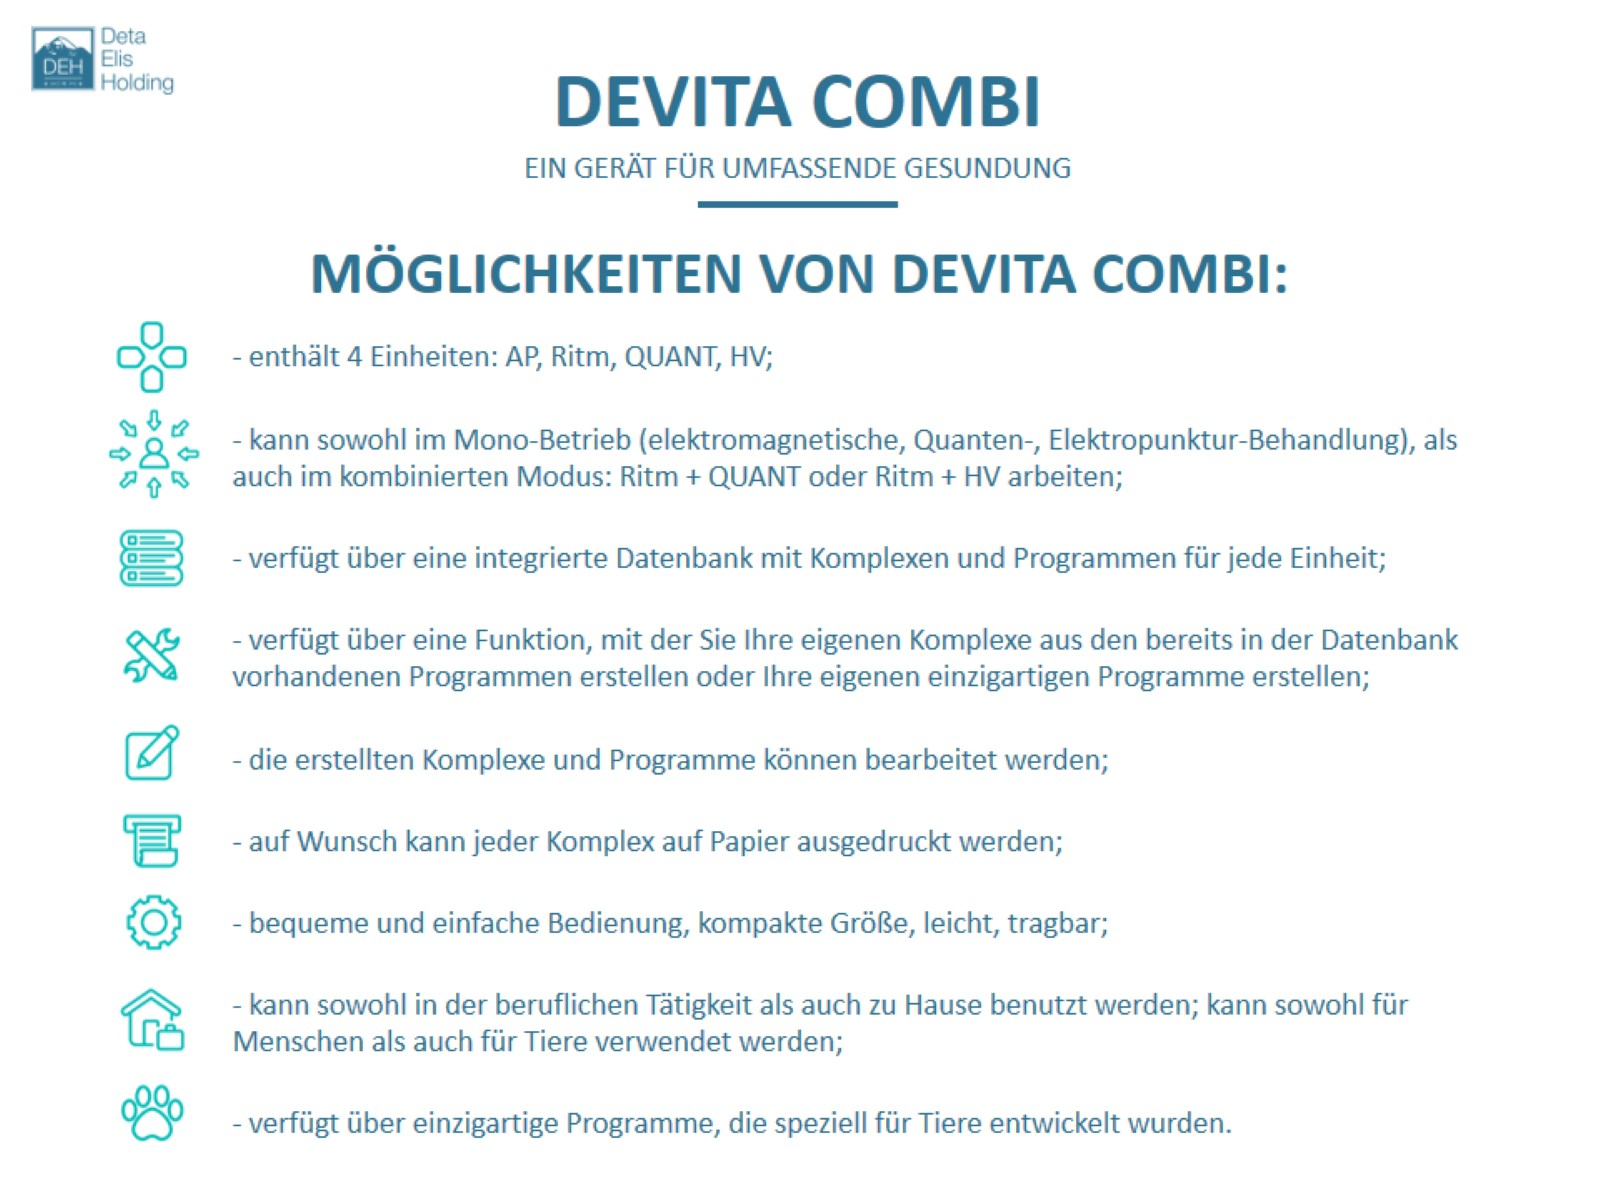 Deta
Elis
Holding
DEH
DEVITA COMBI
EIN GERÄT FÜR UMFASSENDE GESUNDUNG
MÖGLICHKEITEN VON DEVITA COMBI:
- enthält 4 Einheiten: AP, Ritm, QUANT, HV;
- kann sowohl im Mono-Betrieb (elektromagnetische, Quanten-, Elektropunktur-Behandlung), als
auch im kombinierten Modus: Ritm + QUANT oder Ritm + HV arbeiten;
- verfügt über eine integrierte Datenbank mit Komplexen und Programmen für jede Einheit;
- verfügt über eine Funktion, mit der Sie Ihre eigenen Komplexe aus den bereits in der Datenbank
vorhandenen Programmen erstellen oder Ihre eigenen einzigartigen Programme erstellen;
- die erstellten Komplexe und Programme können bearbeitet werden;
- auf Wunsch kann jeder Komplex auf Papier ausgedruckt werden;
- bequeme und einfache Bedienung, kompakte Größe, leicht, tragbar;
- kann sowohl in der beruflichen Tätigkeit als auch zu Hause benutzt werden; kann sowohl für
Menschen als auch für Tiere verwendet werden;
- verfügt über einzigartige Programme, die speziell für Tiere entwickelt wurden.